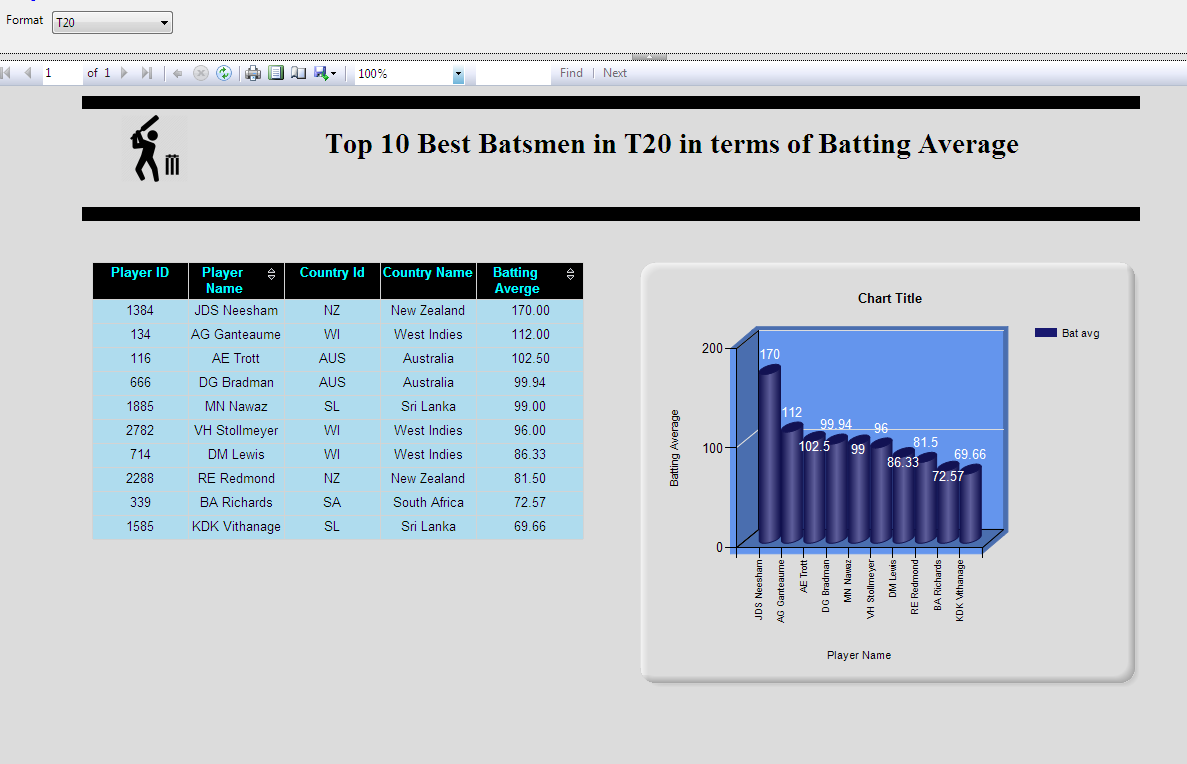 Format T20
1 of 1 100% Find | Next
Top 10 Best Batsmen in T20 in terms of Batting Average
Player ID Player Name Country Id Country Name Batting Averge
1384 JDS Neesham NZ New Zealand 170.00
134 AG Ganteaume WI West Indies 112.00
116 AE Trott AUS Australia 102.50
666 DG Bradman AUS Australia 99.94
1885 MN Nawaz SL Sri Lanka 99.00
2782 VH Stollmeyer WI West Indies 96.00
714 DM Lewis WI West Indies 86.33
2288 RE Redmond NZ New Zealand 81.50
339 BA Richards SA South Africa 72.57
1585 KDK Vithanage SL Sri Lanka 69.66
Chart Title
Bat avg
Batting Average
200
100
0
170
112
102.5
99.94
99
96
86.33
81.5
72.57
69.66
JDS Neesham
AG Ganteaume
AE Trott
DG Bradman
MN Nawaz
VH Stollmeyer
DM Lewis
RE Redmond
BA Richards
KDK Vithanage
Player Name